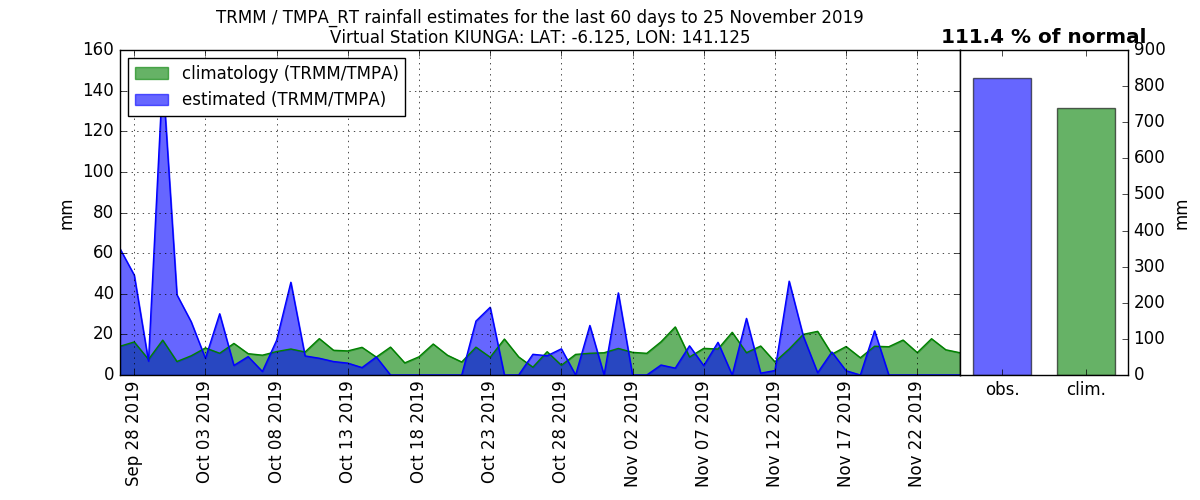 TRMM / TMPA_RT rainfall estimates for the last 60 days to 25 November 2019
Virtual Station KIUNGA: LAT: -6.125, LON: 141.125
111.4 % of normal
climatology (TRMM/TMPA)
estimated (TRMM/TMPA)
160
140
120
100
80
60
40
20
0
mm
Sep 28 2019
Oct 03 2019
Oct 08 2019
Oct 13 2019
Oct 18 2019
Oct 23 2019
Oct 28 2019
Nov 02 2019
Nov 07 2019
Nov 12 2019
Nov 17 2019
Nov 22 2019
obs.
clim.
900
800
700
600
500
400
300
200
100
0
mm